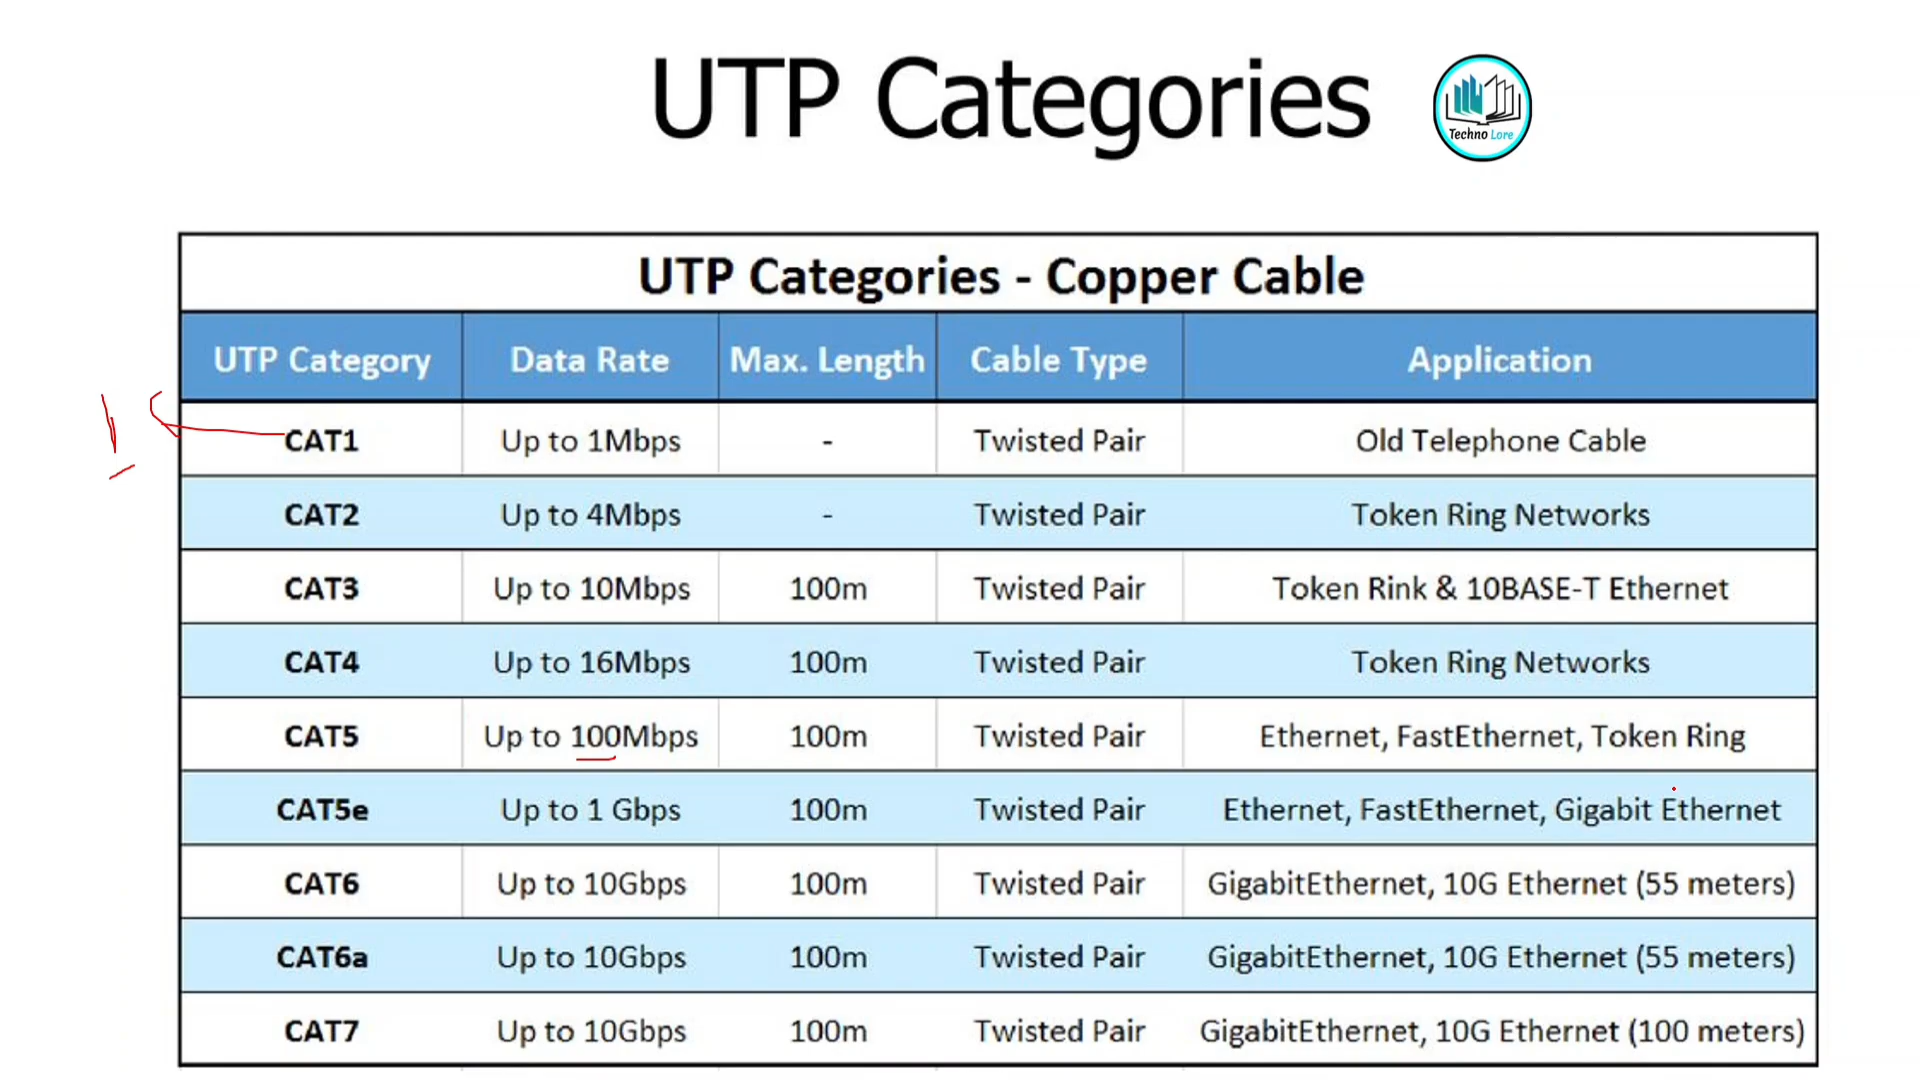 UTP Categories
Techno Lore
UTP Categories - Copper Cable
UTP Category Data Rate Max. Length Cable Type Application
1 CAT1 Up to 1Mbps - Twisted Pair Old Telephone Cable
CAT2 Up to 4Mbps - Twisted Pair Token Ring Networks
CAT3 Up to 10Mbps 100m Twisted Pair Token Rink & 10BASE-T Ethernet
CAT4 Up to 16Mbps 100m Twisted Pair Token Ring Networks
CAT5 Up to 100Mbps 100m Twisted Pair Ethernet, FastEthernet, Token Ring
CAT5e Up to 1 Gbps 100m Twisted Pair Ethernet, FastEthernet, Gigabit Ethernet
CAT6 Up to 10Gbps 100m Twisted Pair GigabitEthernet, 10G Ethernet (55 meters)
CAT6a Up to 10Gbps 100m Twisted Pair GigabitEthernet, 10G Ethernet (55 meters)
CAT7 Up to 10Gbps 100m Twisted Pair GigabitEthernet, 10G Ethernet (100 meters)